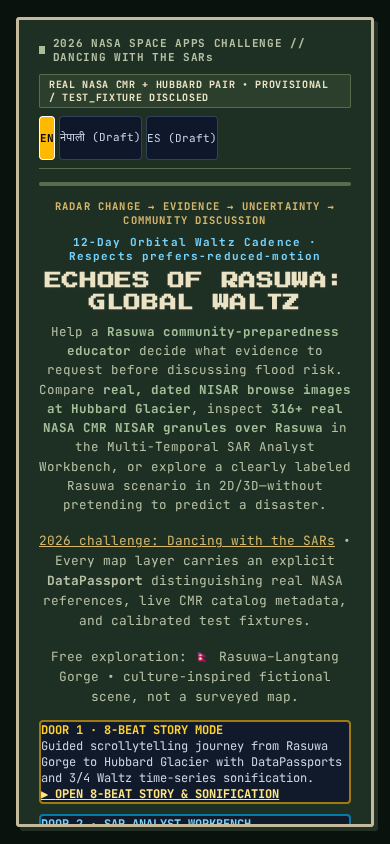 2026 NASA SPACE APPS CHALLENGE //
DANCING WITH THE SARs
REAL NASA CMR + HUBBARD PAIR • PROVISIONAL
/ TEST_FIXTURE DISCLOSED
EN
नेपाली (Draft)
ES (Draft)
RADAR CHANGE → EVIDENCE → UNCERTAINTY →
COMMUNITY DISCUSSION
12-Day Orbital Waltz Cadence ·
Respects prefers-reduced-motion
ECHOES OF RASUWA:
GLOBAL WALTZ
Help a Rasuwa community-preparedness
educator decide what evidence to
request before discussing flood risk.
Compare real, dated NISAR browse images
at Hubbard Glacier, inspect 316+ real
NASA CMR NISAR granules over Rasuwa in
the Multi-Temporal SAR Analyst
Workbench, or explore a clearly labeled
Rasuwa scenario in 2D/3D—without
pretending to predict a disaster.
2026 challenge: Dancing with the SARs •
Every map layer carries an explicit
DataPassport distinguishing real NASA
references, live CMR catalog metadata,
and calibrated test fixtures.
Free exploration: 🇳🇵 Rasuwa–Langtang
Gorge • culture-inspired fictional
scene, not a surveyed map.
DOOR 1 · 8-BEAT STORY MODE
Guided scrollytelling journey from Rasuwa
Gorge to Hubbard Glacier with DataPassports
and 3/4 Waltz time-series sonification.
▶ OPEN 8-BEAT STORY & SONIFICATION
DOOR 2 · SAR ANALYST WORKBENCH